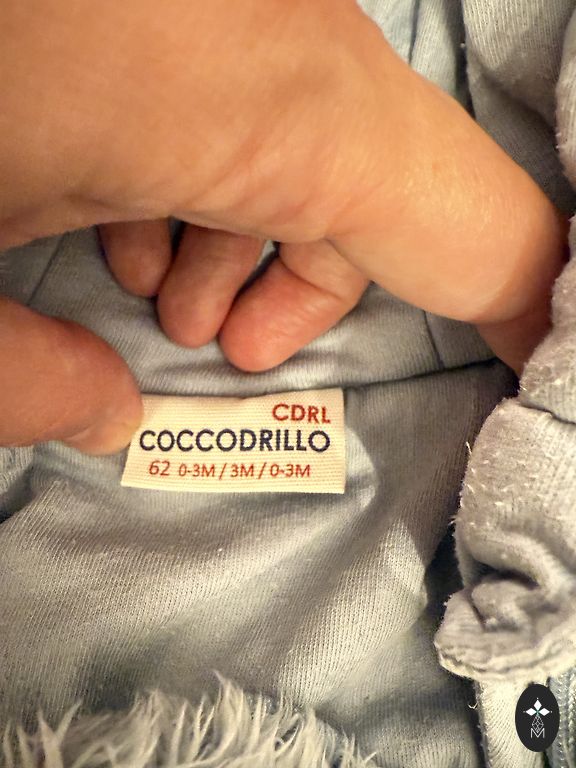 CDRL
COCCODRILLO
62 0-3M / 3M / 0-3M